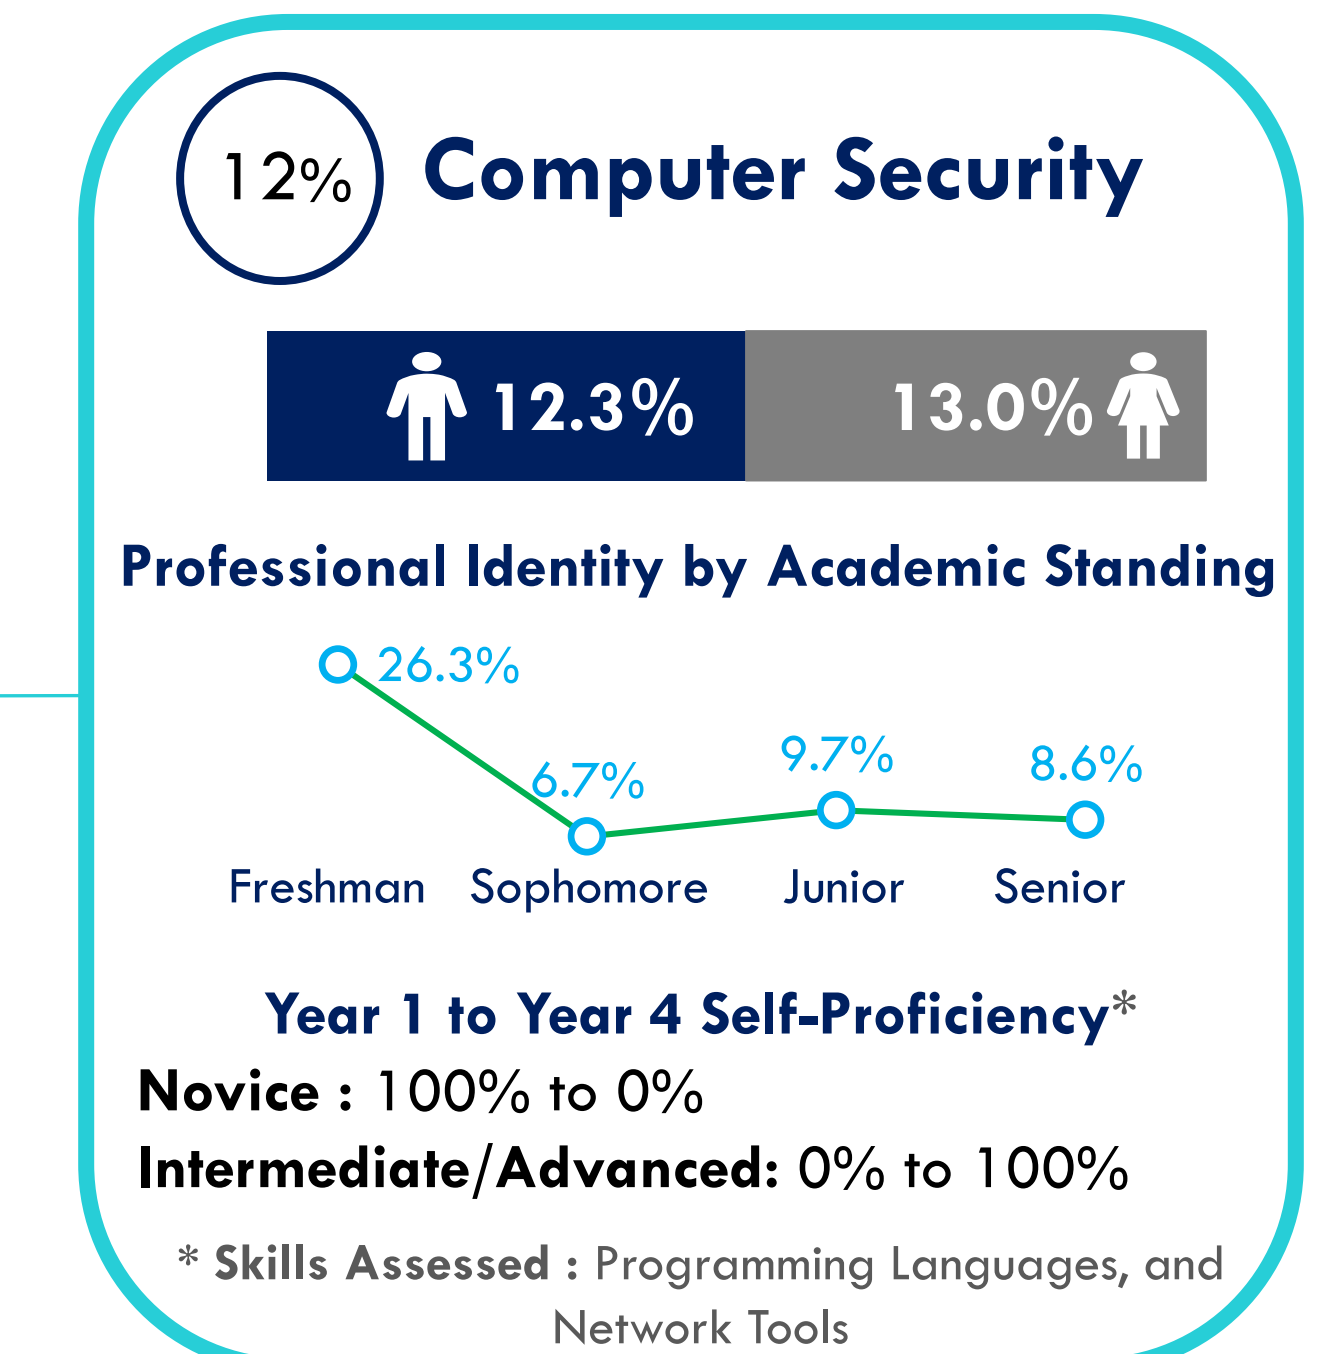 12% Computer Security
12.3% 13.0%
Professional Identity by Academic Standing
26.3%
6.7% 9.7% 8.6%
Freshman Sophomore Junior Senior
Year 1 to Year 4 Self-Proficiency*
Novice : 100% to 0%
Intermediate/Advanced: 0% to 100%
* Skills Assessed : Programming Languages, and
Network Tools